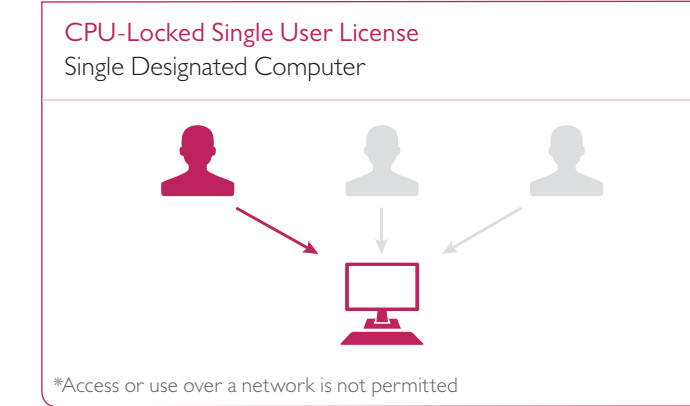 CPU-Locked Single User License
Single Designated Computer
*Access or use over a network is not permitted